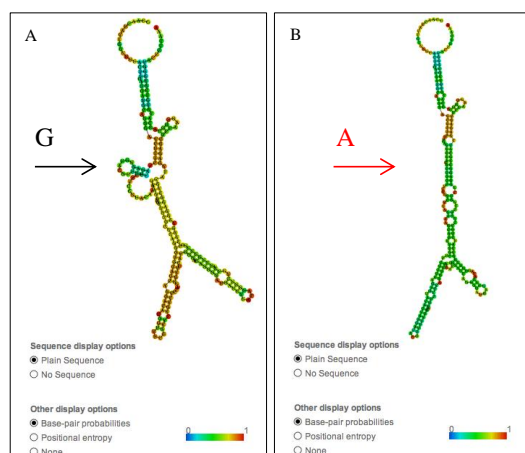 A
G
Sequence display options
Plain Sequence
No Sequence
Other display options
Base-pair probabilities
Positional entropy
None
0 1
B
A
Sequence display options
Plain Sequence
No Sequence
Other display options
Base-pair probabilities
Positional entropy
None
0 1